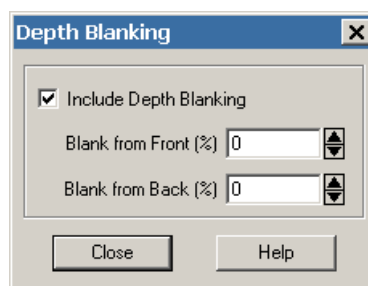 Depth Blanking
Include Depth Blanking
Blank from Front (%) 0
Blank from Back (%) 0
Close Help